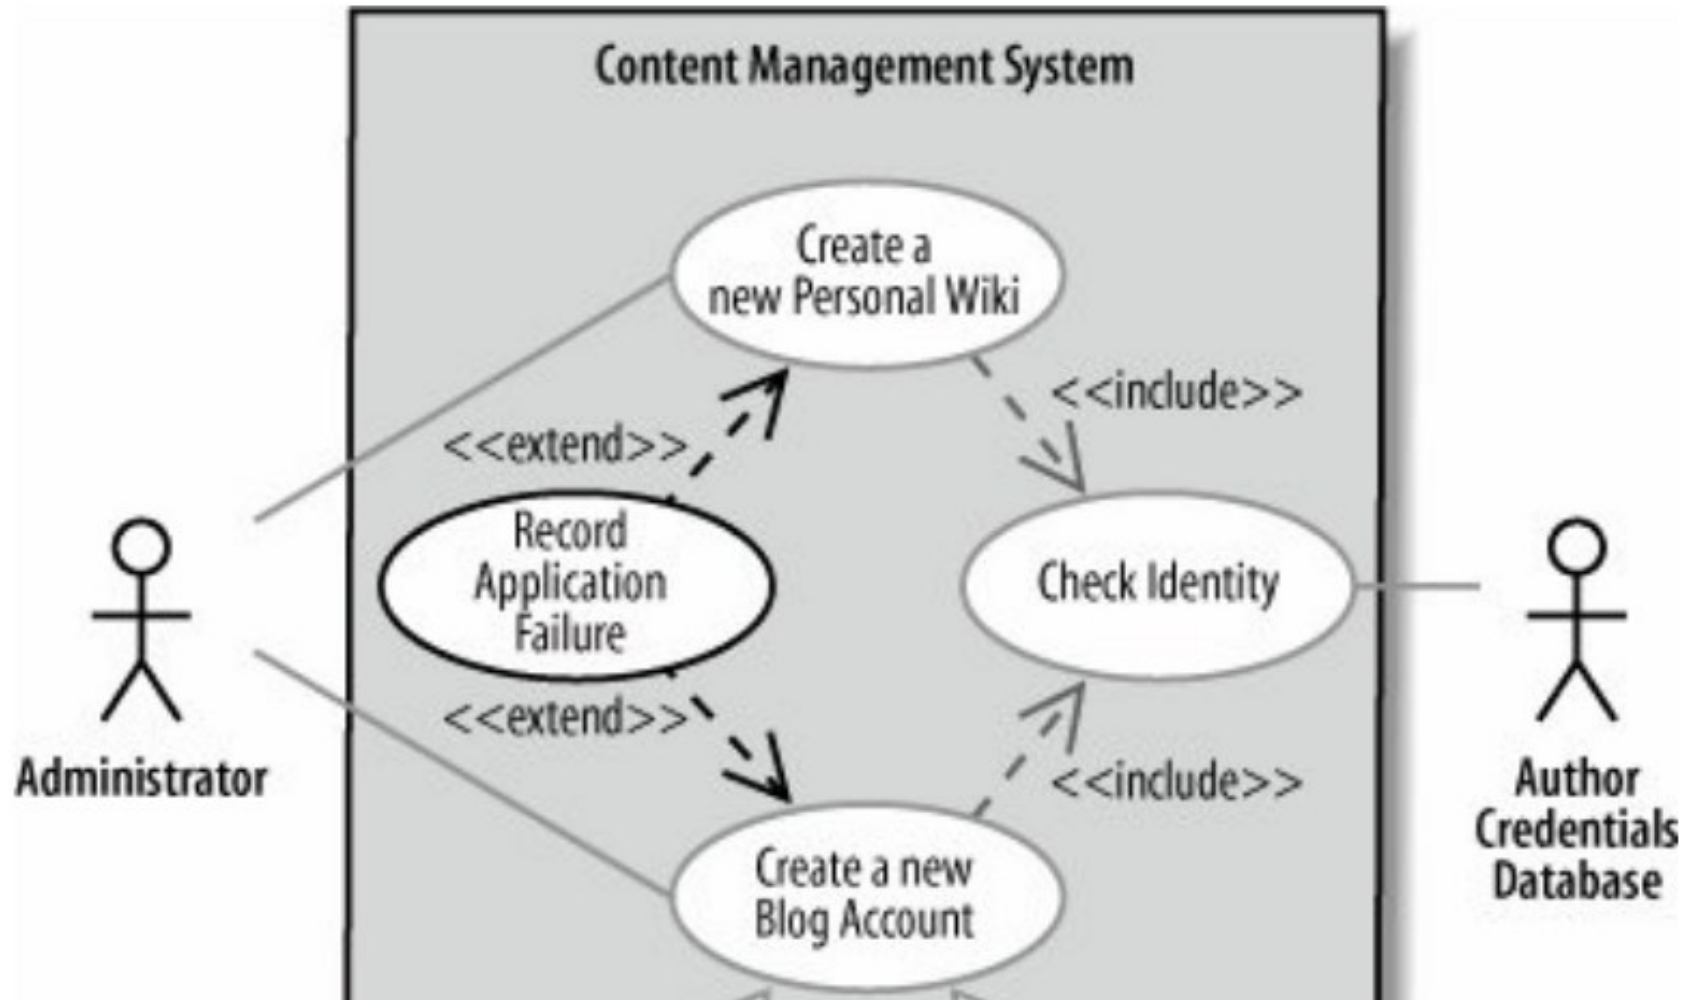 Content Management System
Create a
new Personal Wiki
<<include>>
<<extend>>
Record
Application
Failure
Check Identity
<<extend>>
<<include>>
Administrator
Author
Credentials
Database
Create a new
Blog Account